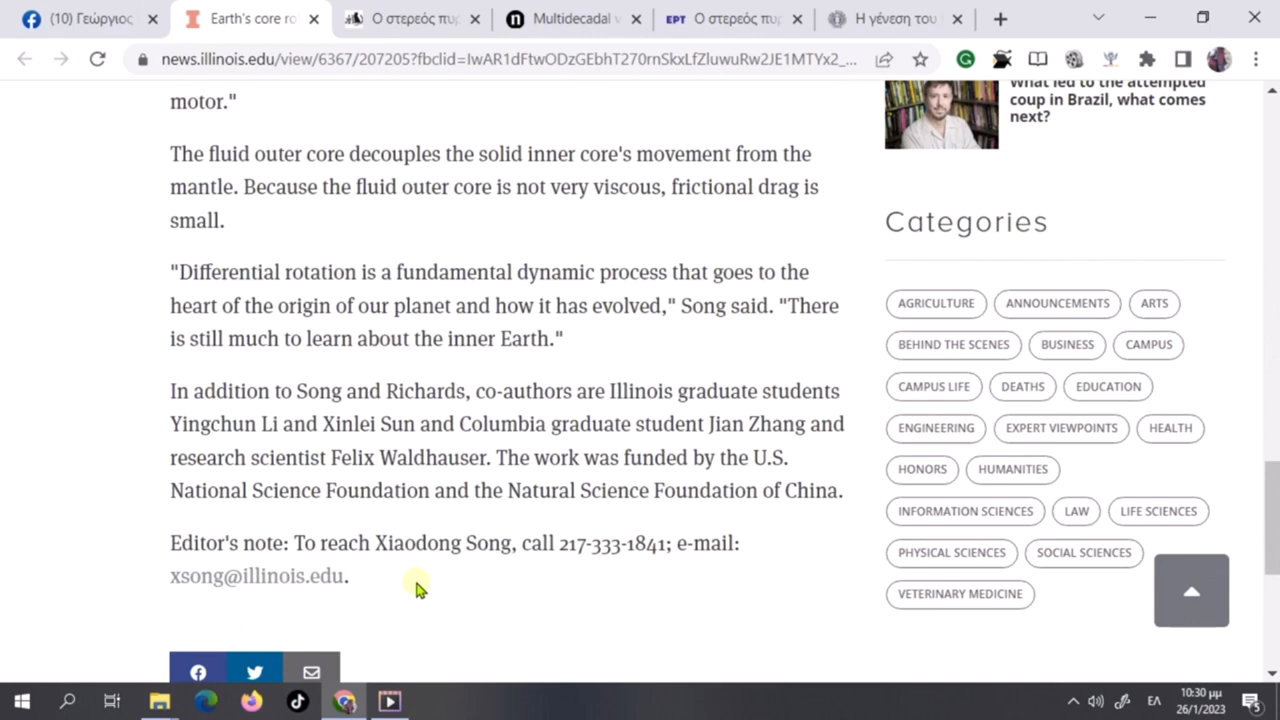 (10) Γεώργιος
Earth's core ro
Ο στερεός πυρ
Multidecadal v
ΕΡΤ
Ο στερεός πυρ
Η γένεση του
news.illinois.edu/view/6367/207205?fbclid=IwAR1dFtwODzGEbhT270rnSkxLfZluwuRw2JE1MTYx2_...
motor."
The fluid outer core decouples the solid inner core's movement from the
mantle. Because the fluid outer core is not very viscous, frictional drag is
small.
"Differential rotation is a fundamental dynamic process that goes to the
heart of the origin of our planet and how it has evolved," Song said. "There
is still much to learn about the inner Earth."
In addition to Song and Richards, co-authors are Illinois graduate students
Yingchun Li and Xinlei Sun and Columbia graduate student Jian Zhang and
research scientist Felix Waldhauser. The work was funded by the U.S.
National Science Foundation and the Natural Science Foundation of China.
Editor's note: To reach Xiaodong Song, call 217-333-1841; e-mail:
xsong@illinois.edu.
What led to the attempted
coup in Brazil, what comes
next?
Categories
AGRICULTURE ANNOUNCEMENTS ARTS
BEHIND THE SCENES BUSINESS CAMPUS
CAMPUS LIFE DEATHS EDUCATION
ENGINEERING EXPERT VIEWPOINTS HEALTH
HONORS HUMANITIES
INFORMATION SCIENCES LAW LIFE SCIENCES
PHYSICAL SCIENCES SOCIAL SCIENCES
VETERINARY MEDICINE
ΕΛ
10:30 μμ
26/1/2023
5